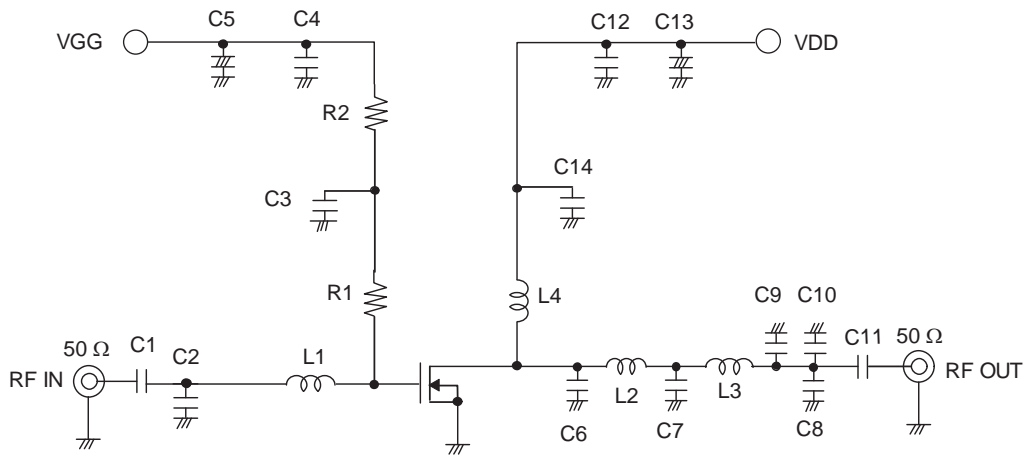 C5
C4
C12
C13
VGG
VDD
R2
C14
C3
R1
L4
C9
C10
50 Ω
C1
C2
L1
C11
50 Ω
RF IN
RF OUT
L2
L3
C6
C7
C8